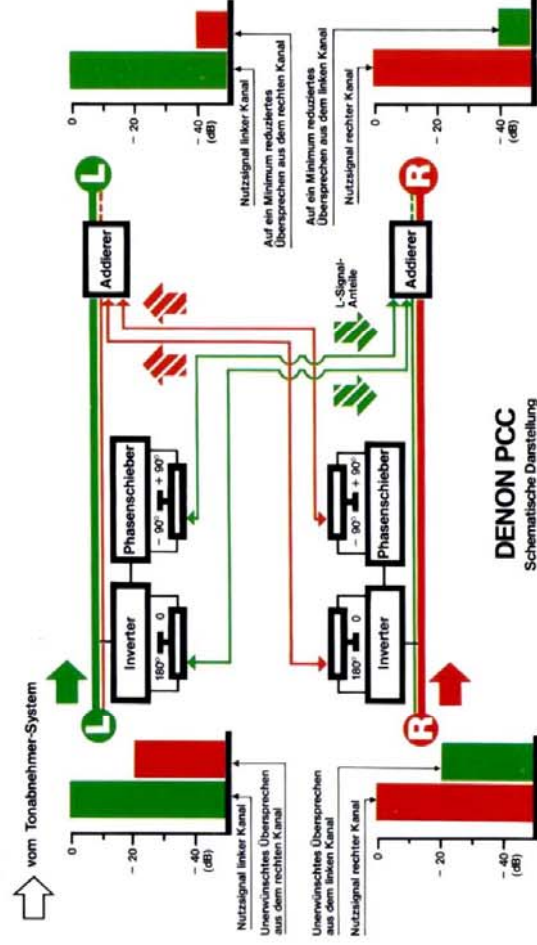 vom Tonabnehmer-System
0
- 20
- 40
(dB)
Nutzsignal linker Kanal
Unerwünschtes Übersprechen
aus dem rechten Kanal
L
Inverter
180° 0
Phasenschieber
- 90° + 90°
Addierer
L
0
- 20
- 40
(dB)
Nutzsignal linker Kanal
Auf ein Minimum reduziertes
Übersprechen aus dem rechten Kanal
L-Signal-
Anteile
Unerwünschtes Übersprechen
aus dem linken Kanal
Nutzsignal rechter Kanal
0
- 20
- 40
(dB)
R
180° 0
Inverter
- 90° + 90°
Phasenschieber
Addierer
R
Auf ein Minimum reduziertes
Übersprechen aus dem linken Kanal
Nutzsignal rechter Kanal
0
- 20
- 40
(dB)
DENON PCC
Schematische Darstellung